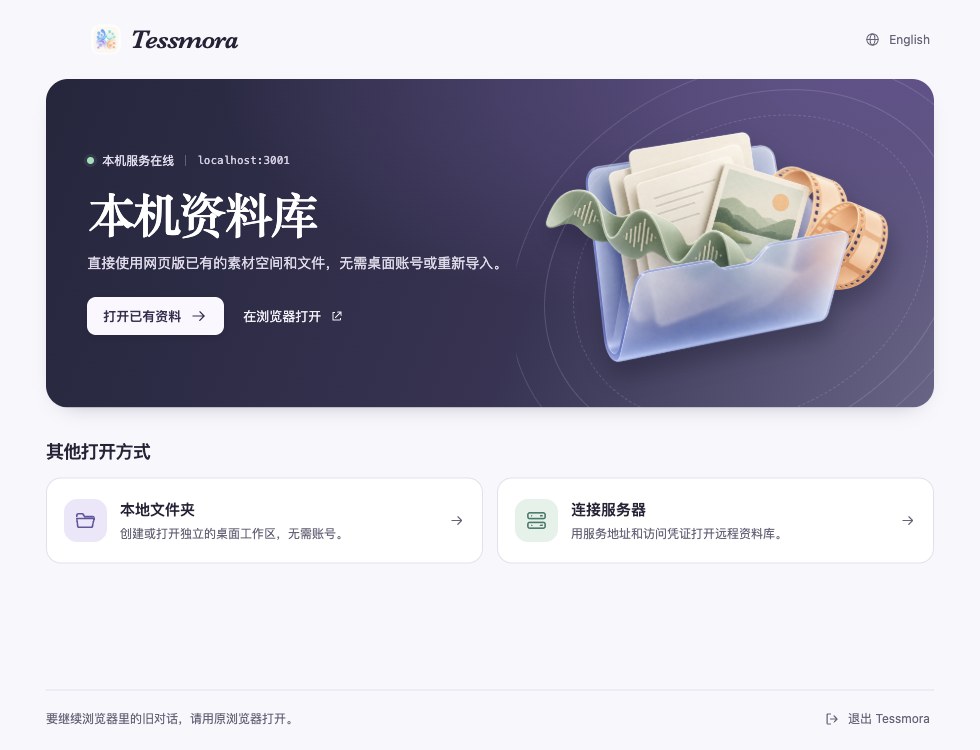 Tessmora
English
本机服务在线 | localhost:3001
本机资料库
直接使用网页版已有的素材空间和文件，无需桌面账号或重新导入。
打开已有资料
在浏览器打开
其他打开方式
本地文件夹
创建或打开独立的桌面工作区，无需账号。
连接服务器
用服务地址和访问凭证打开远程资料库。
要继续浏览器里的旧对话，请用原浏览器打开。
退出 Tessmora